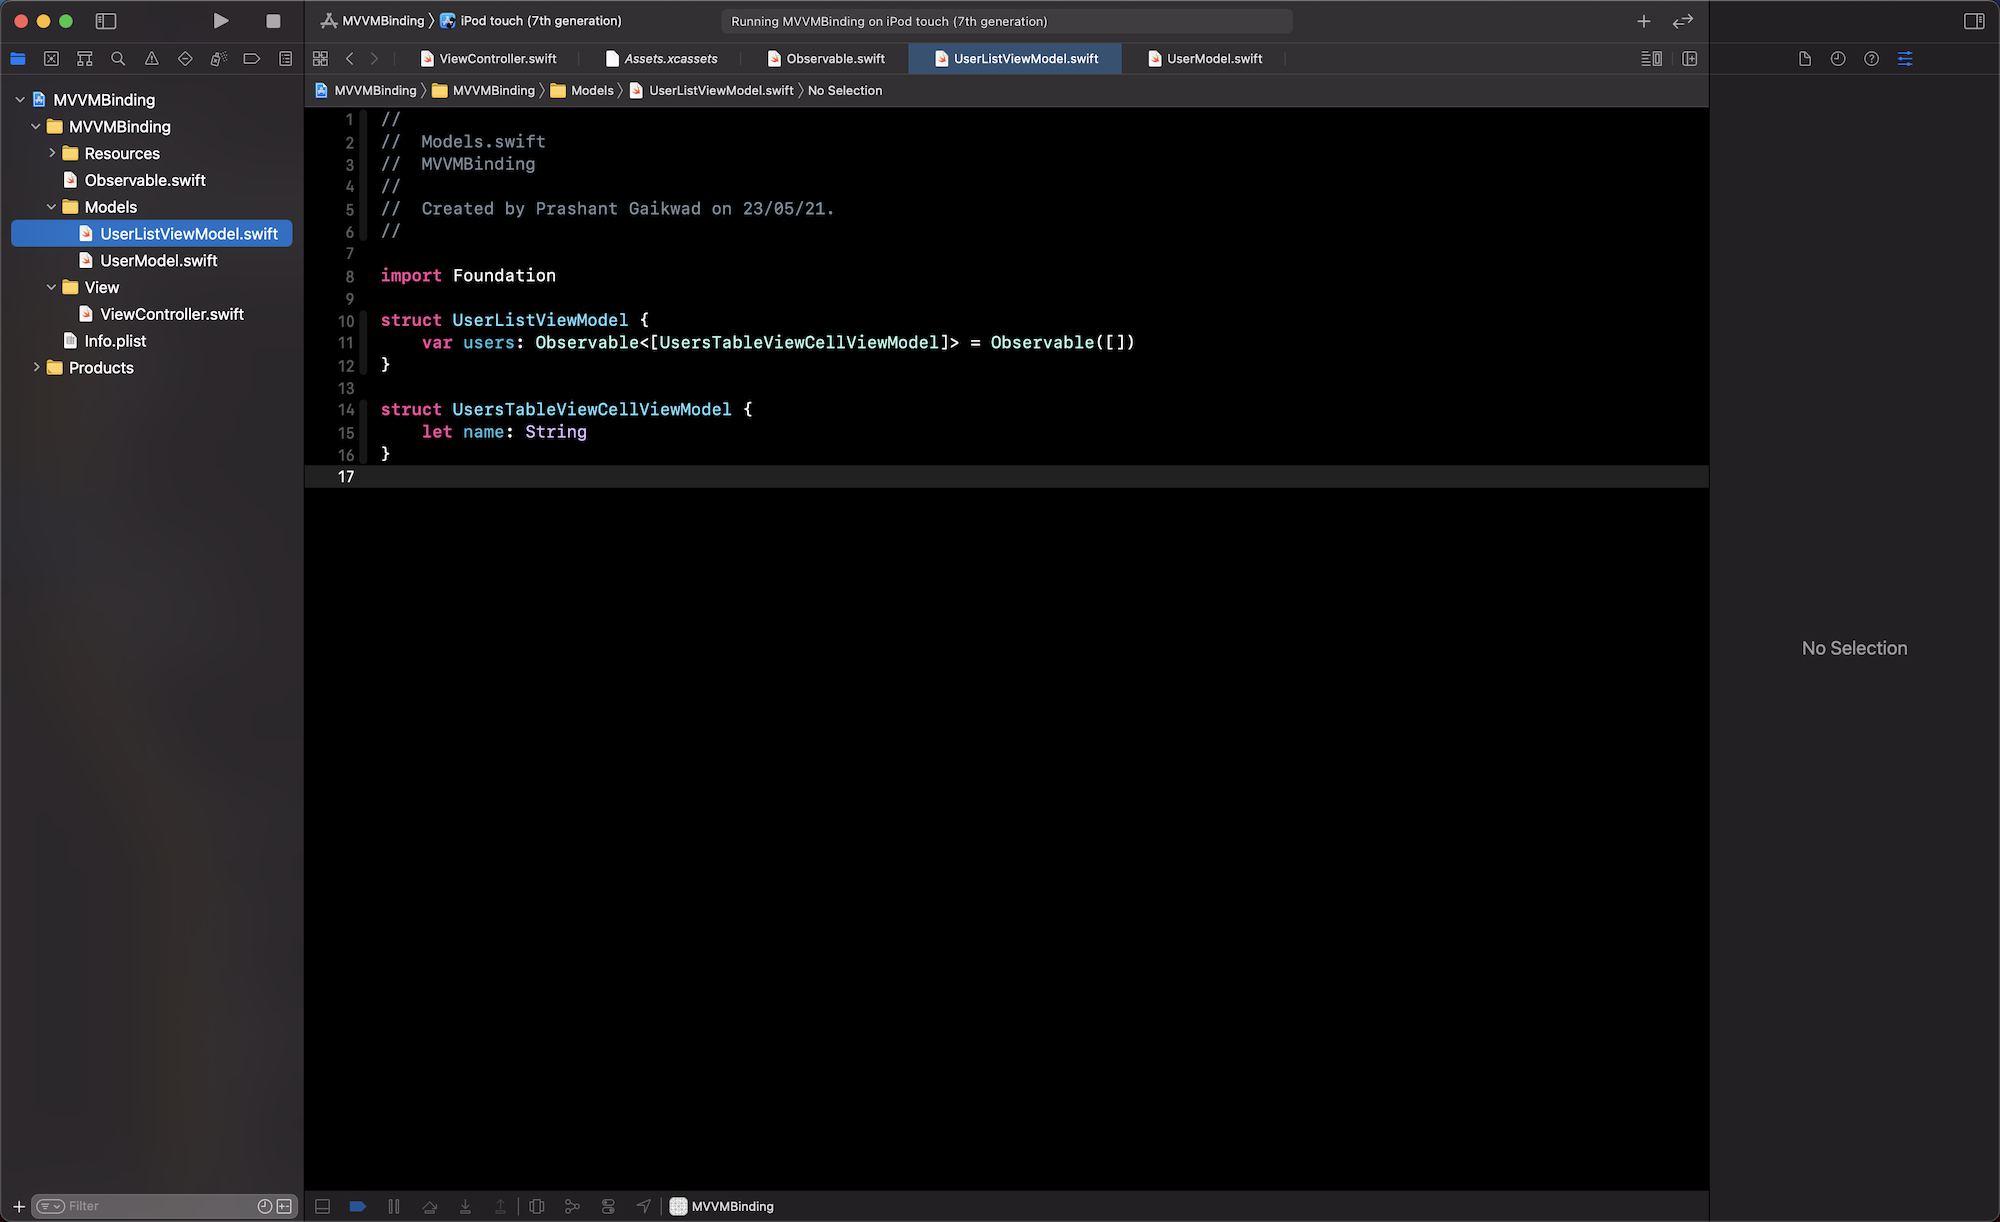 MVVMBinding 〉 iPod touch (7th generation)
Running MVVMBinding on iPod touch (7th generation)
ViewController.swift
Assets.xcassets
Observable.swift
UserListViewModel.swift
UserModel.swift
MVVMBinding 〉 MVVMBinding 〉 Models 〉 UserListViewModel.swift 〉 No Selection
MVVMBinding
MVVMBinding
Resources
Observable.swift
Models
UserListViewModel.swift
UserModel.swift
View
ViewController.swift
Info.plist
Products
1 //
2 //  Models.swift
3 //  MVVMBinding
4 //
5 //  Created by Prashant Gaikwad on 23/05/21.
6 //
7
8 import Foundation
9
10 struct UserListViewModel {
11     var users: Observable<[UsersTableViewCellViewModel]> = Observable([])
12 }
13
14 struct UsersTableViewCellViewModel {
15     let name: String
16 }
17
No Selection
Filter
MVVMBinding